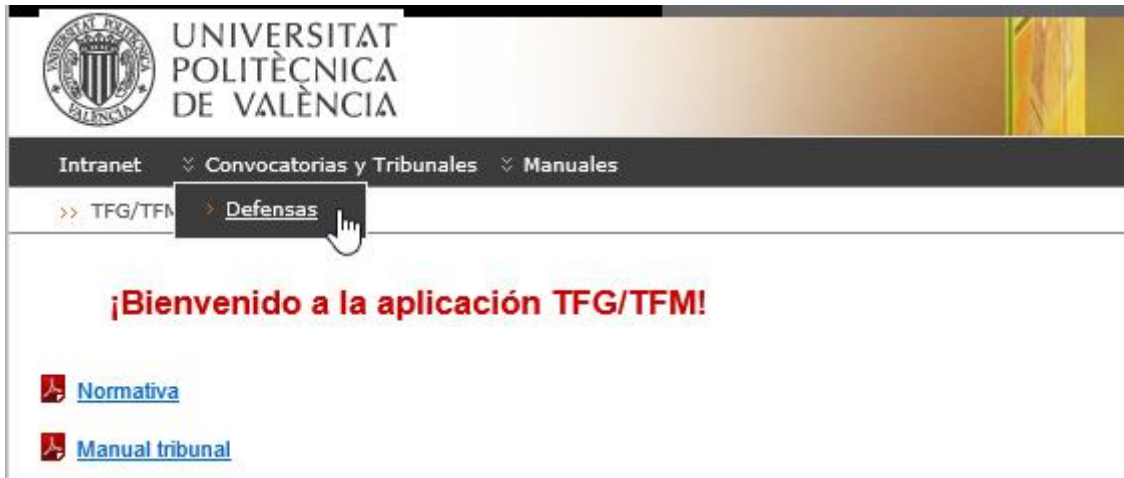 UNIVERSITAT
POLITÈCNICA
DE VALÈNCIA
Intranet Convocatorias y Tribunales Manuales
>> TFG/TFM > Defensas
¡Bienvenido a la aplicación TFG/TFM!
Normativa
Manual tribunal